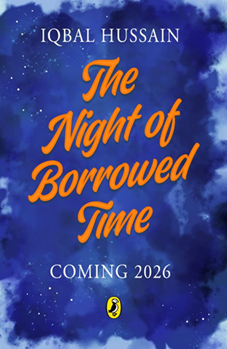 IQBAL HUSSAIN
The
Night of
Borrowed
Time
COMING 2026